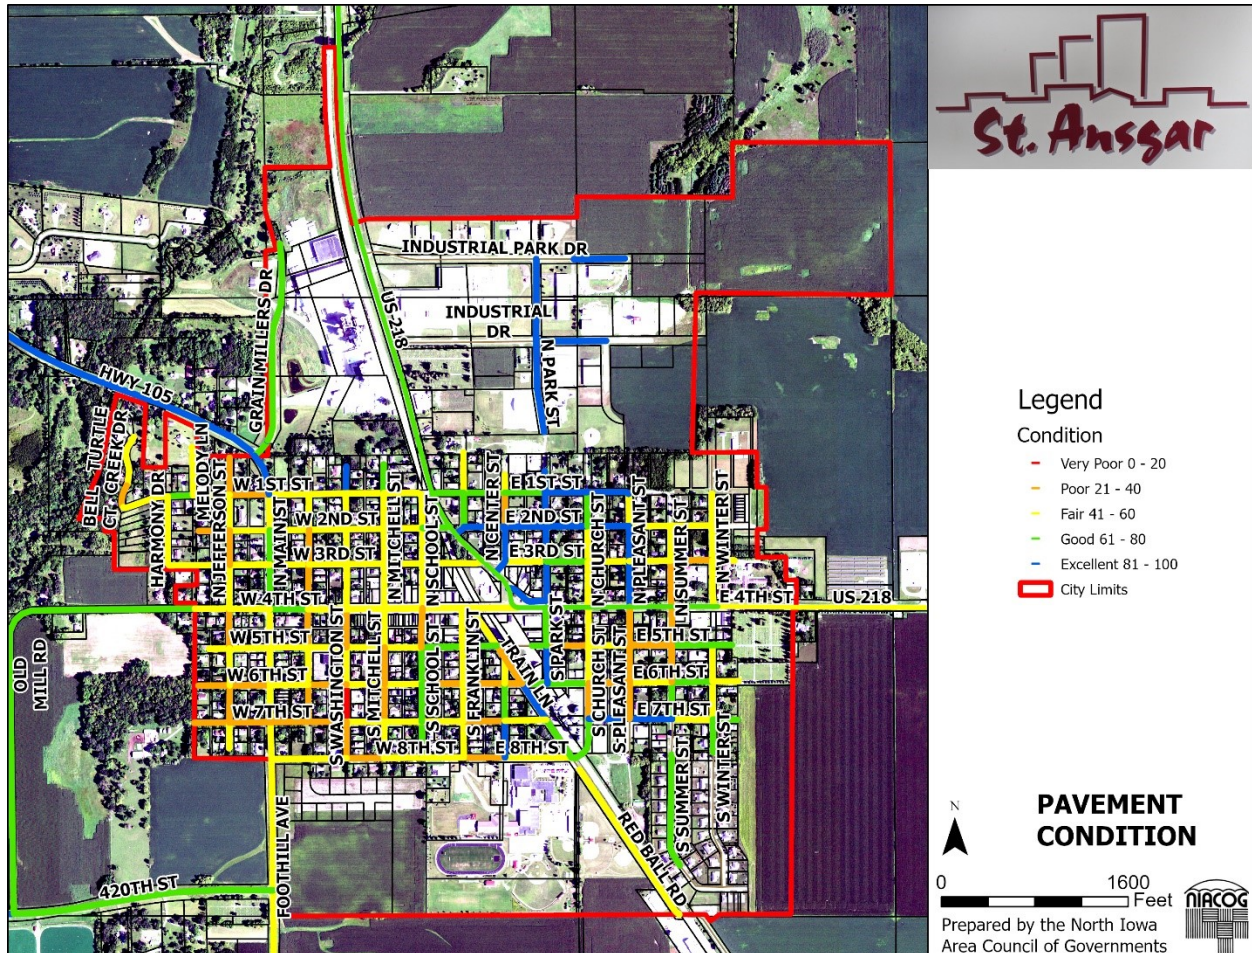 St. Ansgar
INDUSTRIAL PARK DR
GRAIN MILLERS DR
US 218
INDUSTRIAL
DR
N PARK ST
HWY 105
BELL TURTLE
CT
CREEK DR
HARMONY DR
MELODY LN
N JEFFERSON ST
W 1ST ST
N MAIN ST
W 2ND ST
N MITCHELL ST
N SCHOOL ST
N CENTER ST
E 1ST ST
E 2ND ST
N CHURCH ST
N PLEASANT ST
N SUMMER ST
N WINTER ST
W 3RD ST
E 3RD ST
W 4TH ST
E 4TH ST
US 218
OLD
MILL RD
W 5TH ST
S WASHINGTON ST
S MITCHELL ST
S SCHOOL ST
S FRANKLIN ST
TRAIN LN
PARK ST
S CHURCH ST
S PLEASANT ST
E 5TH ST
W 6TH ST
E 6TH ST
W 7TH ST
E 7TH ST
W 8TH ST
E 8TH ST
S SUMMER ST
S WINTER ST
FOOTHILL AVE
RED BALL RD
420TH ST
Legend
Condition
Very Poor 0 - 20
Poor 21 - 40
Fair 41 - 60
Good 61 - 80
Excellent 81 - 100
City Limits
N
PAVEMENT
CONDITION
0
1600
Feet
Prepared by the North Iowa
Area Council of Governments
NIACOG